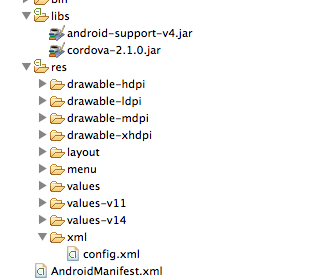 libs
android-support-v4.jar
cordova-2.1.0.jar
res
drawable-hdpi
drawable-ldpi
drawable-mdpi
drawable-xhdpi
layout
menu
values
values-v11
values-v14
xml
config.xml
AndroidManifest.xml